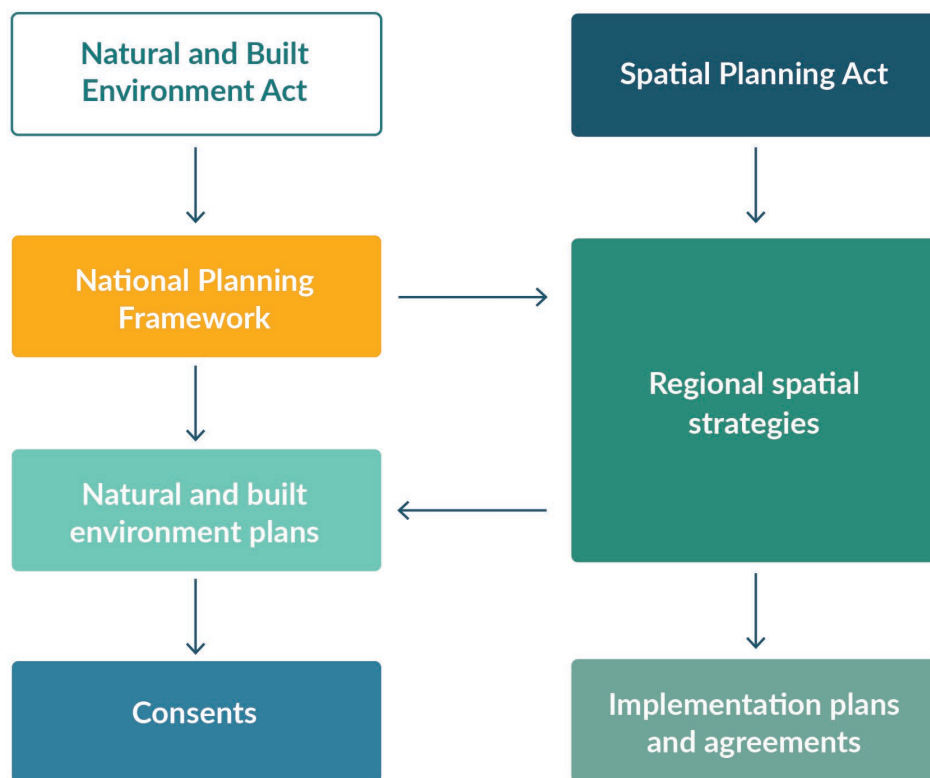 Natural and Built
Environment Act
Spatial Planning Act
National Planning
Framework
Regional spatial
strategies
Natural and built
environment plans
Consents
Implementation plans
and agreements